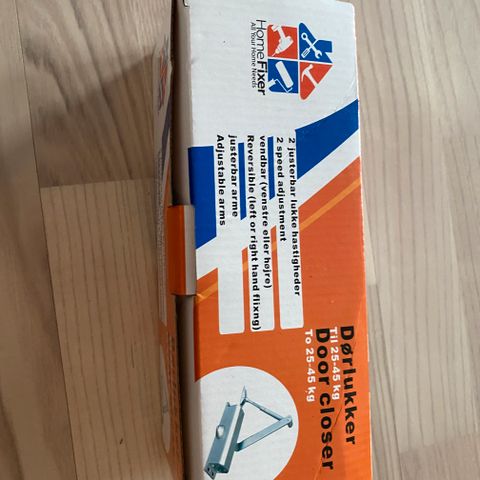 HomeFixer
All Your Home Needs
2 justerbar lukke hastigheder
2 speed adjustment
vendbar (venstre eller højre)
Reversible (left or right hand flixng)
justerbar arme
Adjustable arms
Dørlukker
Til 25-45 kg
Door closer
To 25-45 kg